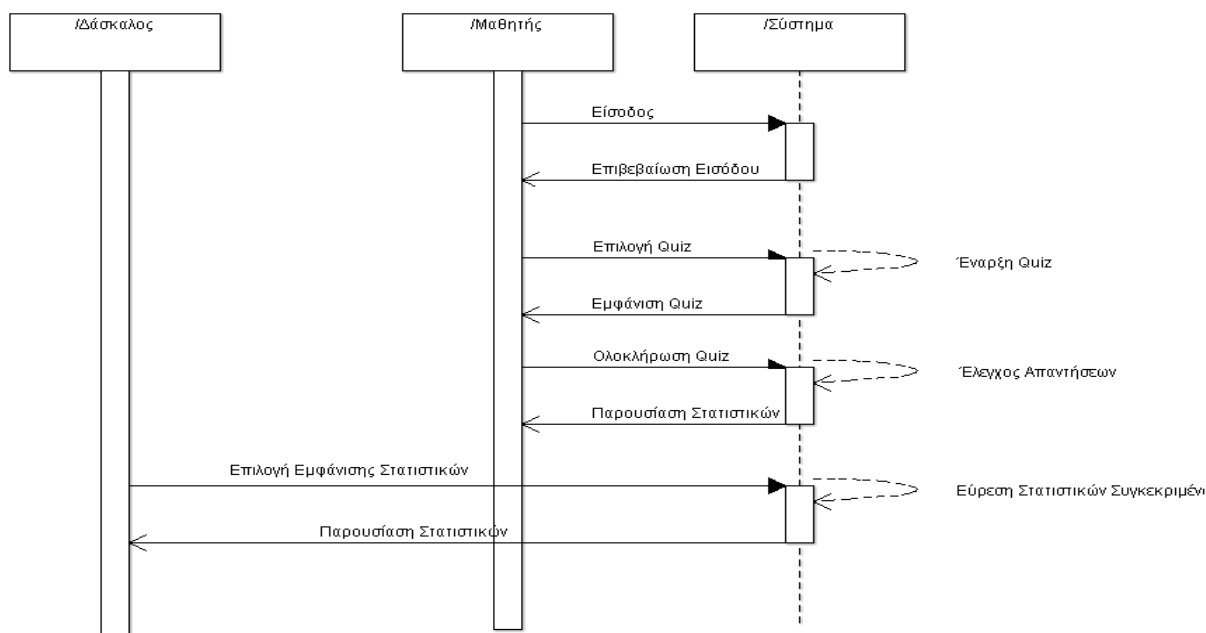 /Δάσκαλος
/Μαθητής
/Σύστημα
Είσοδος
Επιβεβαίωση Εισόδου
Επιλογή Quiz
Έναρξη Quiz
Εμφάνιση Quiz
Ολοκλήρωση Quiz
Έλεγχος Απαντήσεων
Παρουσίαση Στατιστικών
Επιλογή Εμφάνισης Στατιστικών
Εύρεση Στατιστικών
Παρουσίαση Στατιστικών